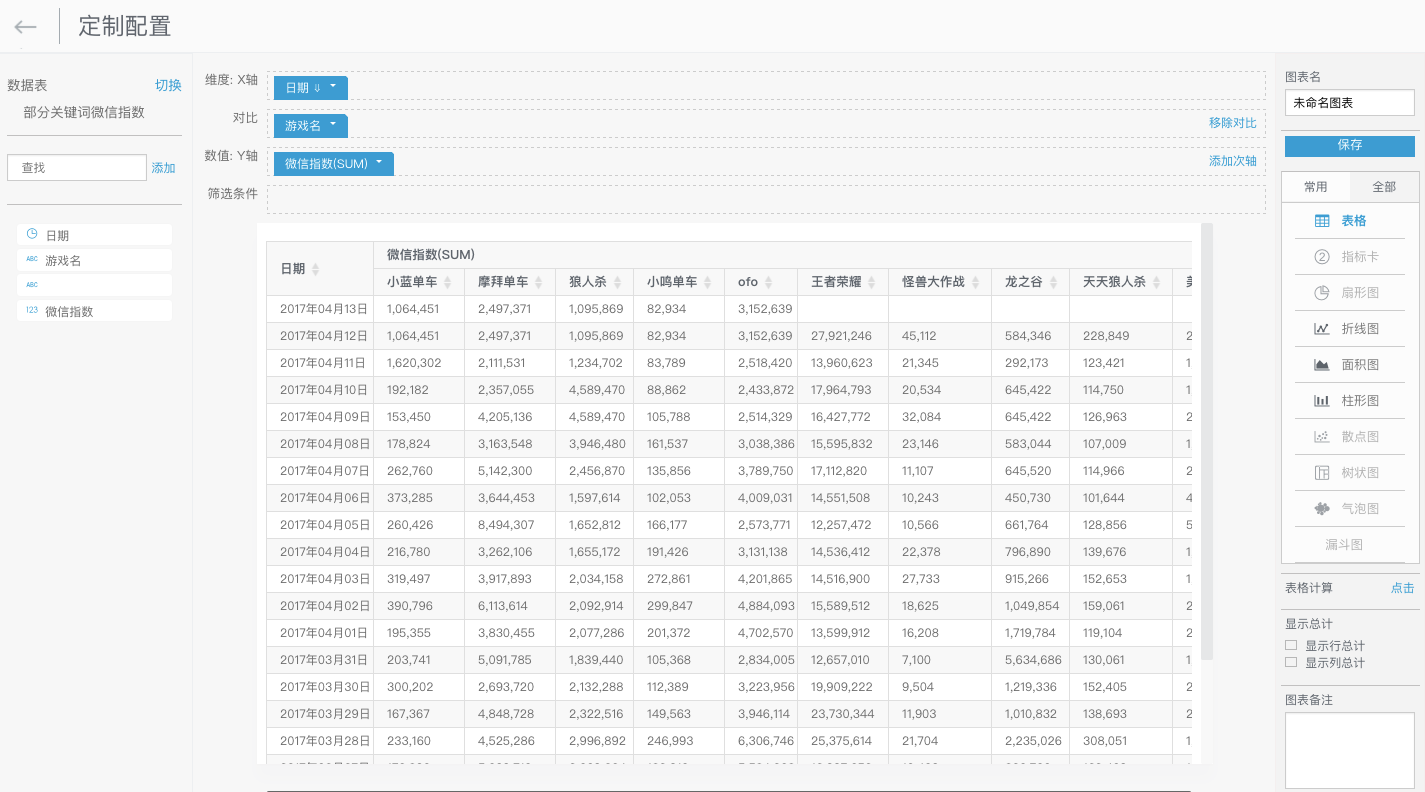 定制配置
数据表 切换
部分关键词微信指数
查找 添加
日期
ABC 游戏名
ABC
123 微信指数
维度: X轴 日期 ⇩
对比 游戏名 移除对比
数值: Y轴 微信指数(SUM) 添加次轴
筛选条件
日期 微信指数(SUM)
小蓝单车 摩拜单车 狼人杀 小鸣单车 ofo 王者荣耀 怪兽大作战 龙之谷 天天狼人杀
2017年04月13日 1,064,451 2,497,371 1,095,869 82,934 3,152,639
2017年04月12日 1,064,451 2,497,371 1,095,869 82,934 3,152,639 27,921,246 45,112 584,346 228,849 2
2017年04月11日 1,620,302 2,111,531 1,234,702 83,789 2,518,420 13,960,623 21,345 292,173 123,421 1
2017年04月10日 192,182 2,357,055 4,589,470 88,862 2,433,872 17,964,793 20,534 645,422 114,750 1
2017年04月09日 153,450 4,205,136 4,589,470 105,788 2,514,329 16,427,772 32,084 645,422 126,963 2
2017年04月08日 178,824 3,163,548 3,946,480 161,537 3,038,386 15,595,832 23,146 583,044 107,009 1
2017年04月07日 262,760 5,142,300 2,456,870 135,856 3,789,750 17,112,820 11,107 645,520 114,966 2
2017年04月06日 373,285 3,644,453 1,597,614 102,053 4,009,031 14,551,508 10,243 450,730 101,644 4
2017年04月05日 260,426 8,494,307 1,652,812 166,177 2,573,771 12,257,472 10,566 661,764 128,856 5
2017年04月04日 216,780 3,262,106 1,655,172 191,426 3,131,138 14,536,412 22,378 796,890 139,676 1
2017年04月03日 319,497 3,917,893 2,034,158 272,861 4,201,865 14,516,900 27,733 915,266 152,653 1
2017年04月02日 390,796 6,113,614 2,092,914 299,847 4,884,093 15,589,512 18,625 1,049,854 159,061 2
2017年04月01日 195,355 3,830,455 2,077,286 201,372 4,702,570 13,599,912 16,208 1,719,784 119,104 2
2017年03月31日 203,741 5,091,785 1,839,440 105,368 2,834,005 12,657,010 7,100 5,634,686 130,061 1
2017年03月30日 300,202 2,693,720 2,132,288 112,389 3,223,956 19,909,222 9,504 1,219,336 152,405 2
2017年03月29日 167,367 4,848,728 2,322,516 149,563 3,946,114 23,730,344 11,903 1,010,832 138,693 2
2017年03月28日 233,160 4,525,286 2,996,892 246,993 6,306,746 25,375,614 21,704 2,235,026 308,051 1
图表名
未命名图表
保存
常用 全部
表格
2 指标卡
扇形图
折线图
面积图
柱形图
散点图
树状图
气泡图
漏斗图
表格计算 点击
显示总计
显示行总计
显示列总计
图表备注